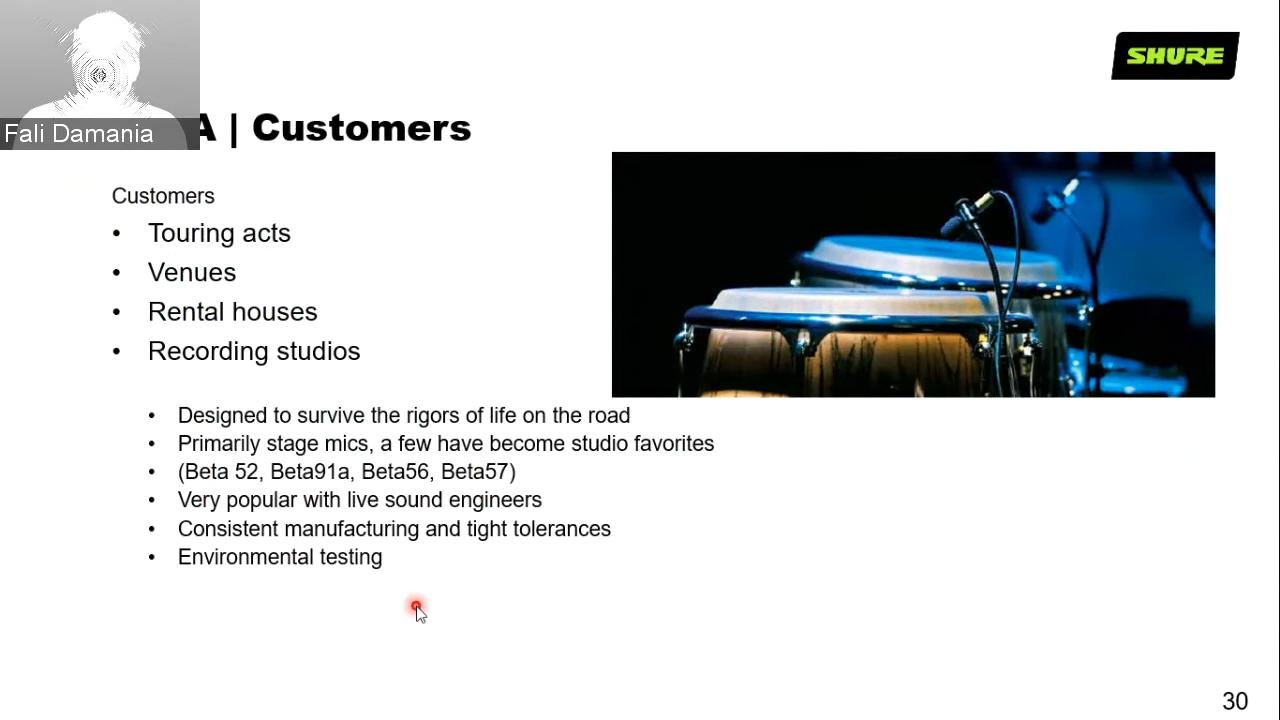 SHURE
Fali Damania
A | Customers
Customers
• Touring acts
• Venues
• Rental houses
• Recording studios
• Designed to survive the rigors of life on the road
• Primarily stage mics, a few have become studio favorites
• (Beta 52, Beta91a, Beta56, Beta57)
• Very popular with live sound engineers
• Consistent manufacturing and tight tolerances
• Environmental testing
30